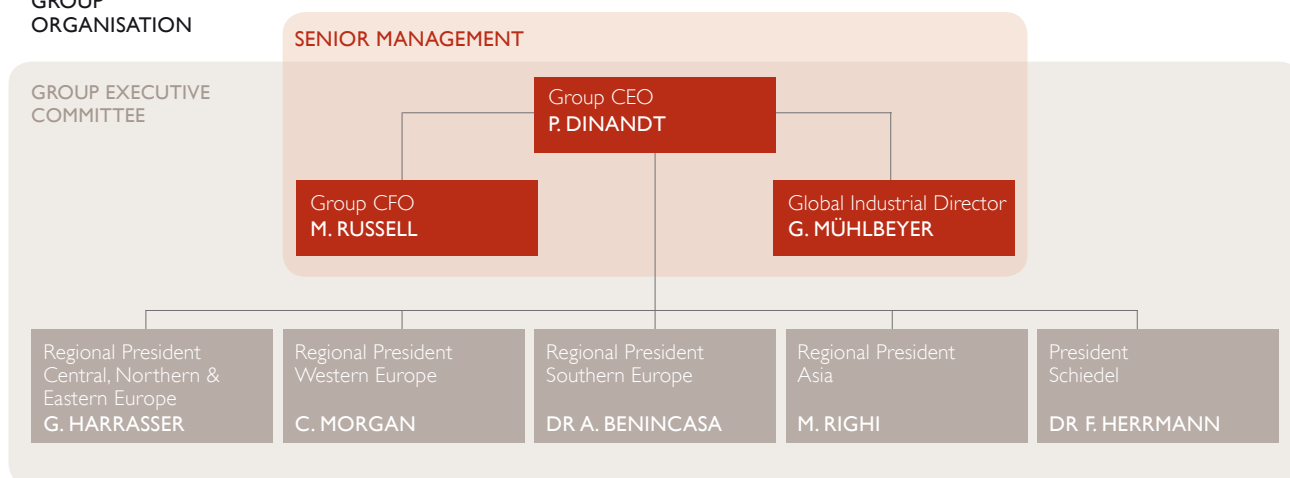 GROUP
ORGANISATION
SENIOR MANAGEMENT
GROUP EXECUTIVE
COMMITTEE
Group CEO
P. DINANDT
Group CFO
M. RUSSELL
Global Industrial Director
G. MÜHLBEYER
Regional President
Central, Northern &
Eastern Europe
G. HARRASSER
Regional President
Western Europe
C. MORGAN
Regional President
Southern Europe
DR A. BENINCASA
Regional President
Asia
M. RIGHI
President
Schiedel
DR F. HERRMANN